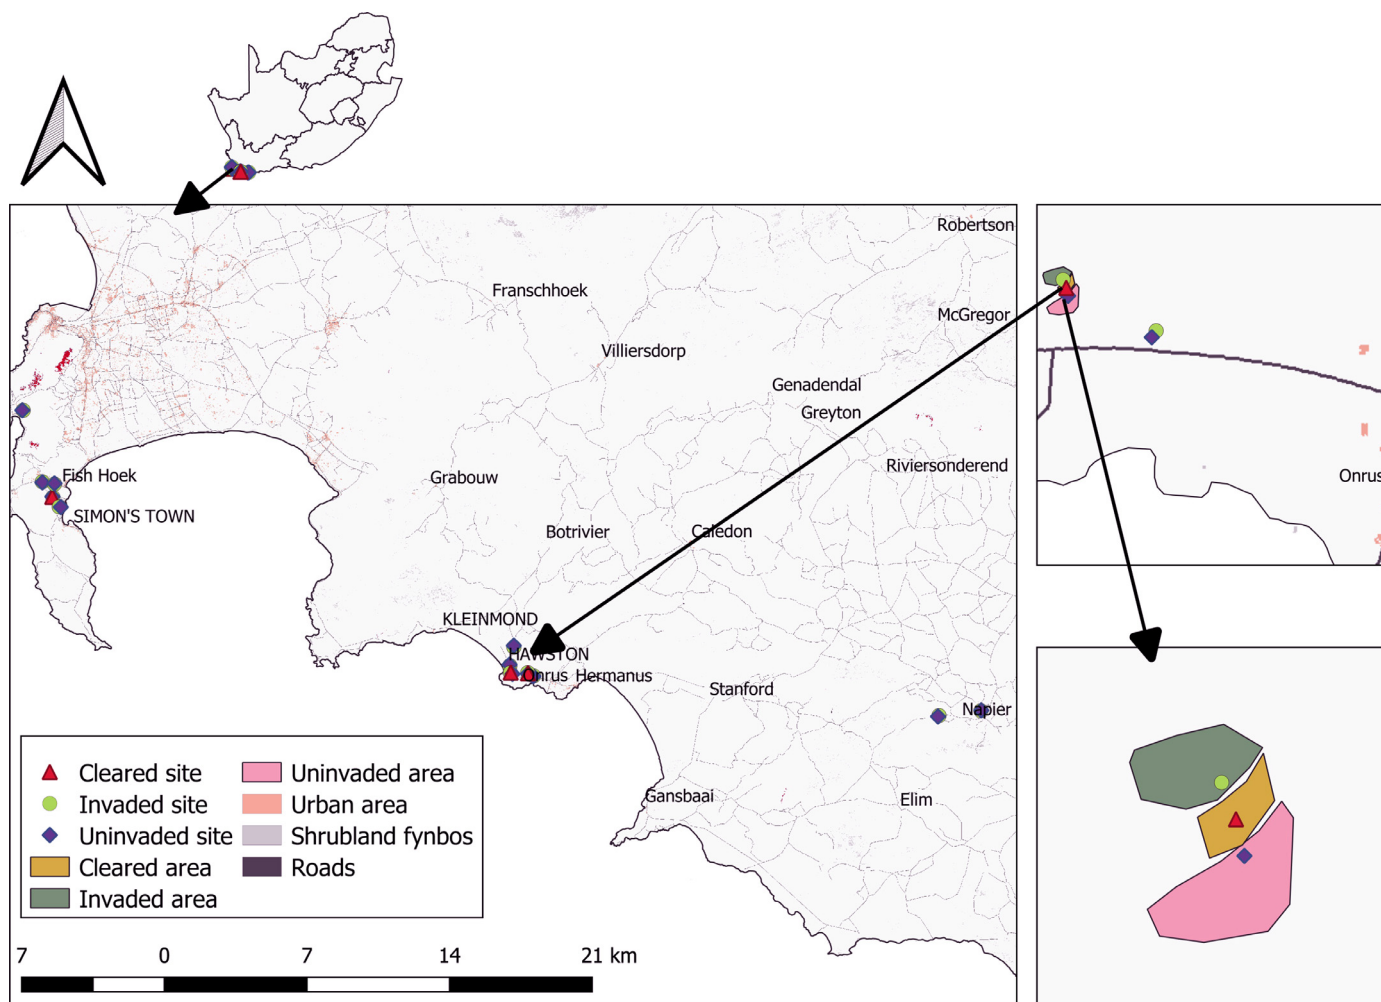 Robertson
Franschhoek
McGregor
Villiersdorp
Genadendal
Greyton
Riviersonderend
Fish Hoek
Grabouw
Onrus
SIMON'S TOWN
Botrivier
Caledon
KLEINMOND
HAWSTON
Onrus Hermanus
Stanford
Napier
Gansbaai
Elim
Cleared site
Invaded site
Uninvaded site
Cleared area
Invaded area
Uninvaded area
Urban area
Shrubland fynbos
Roads
7 0 7 14 21 km